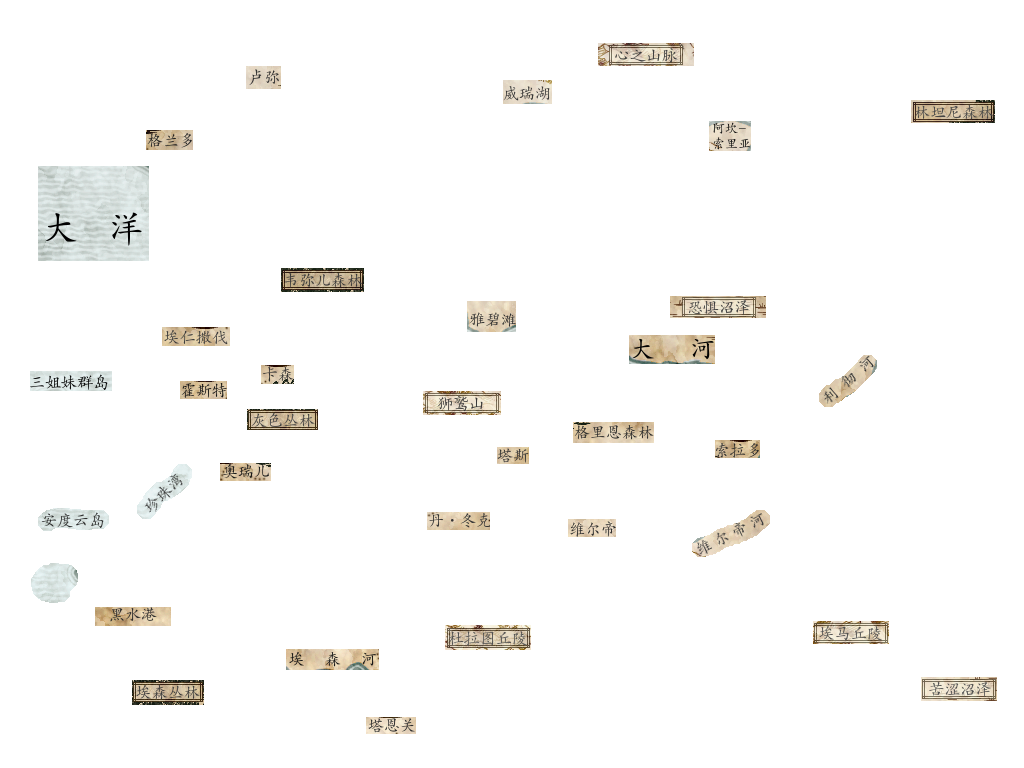 心之山脉
卢弥
威瑞湖
林坦尼森林
阿坎–
索里亚
格兰多
大 洋
韦弥儿森林
恐惧沼泽
雅碧滩
埃仁撒伐
大 河
三姐妹群岛
卡森
利彻河
霍斯特
狮鹫山
灰色丛林
格里恩森林
索拉多
塔斯
奥瑞儿
珍珠湾
安度云岛
丹·冬克
维尔帝
维尔帝河
黑水港
杜拉图丘陵
埃马丘陵
埃 森 河
埃森丛林
苦涩沼泽
塔恩关